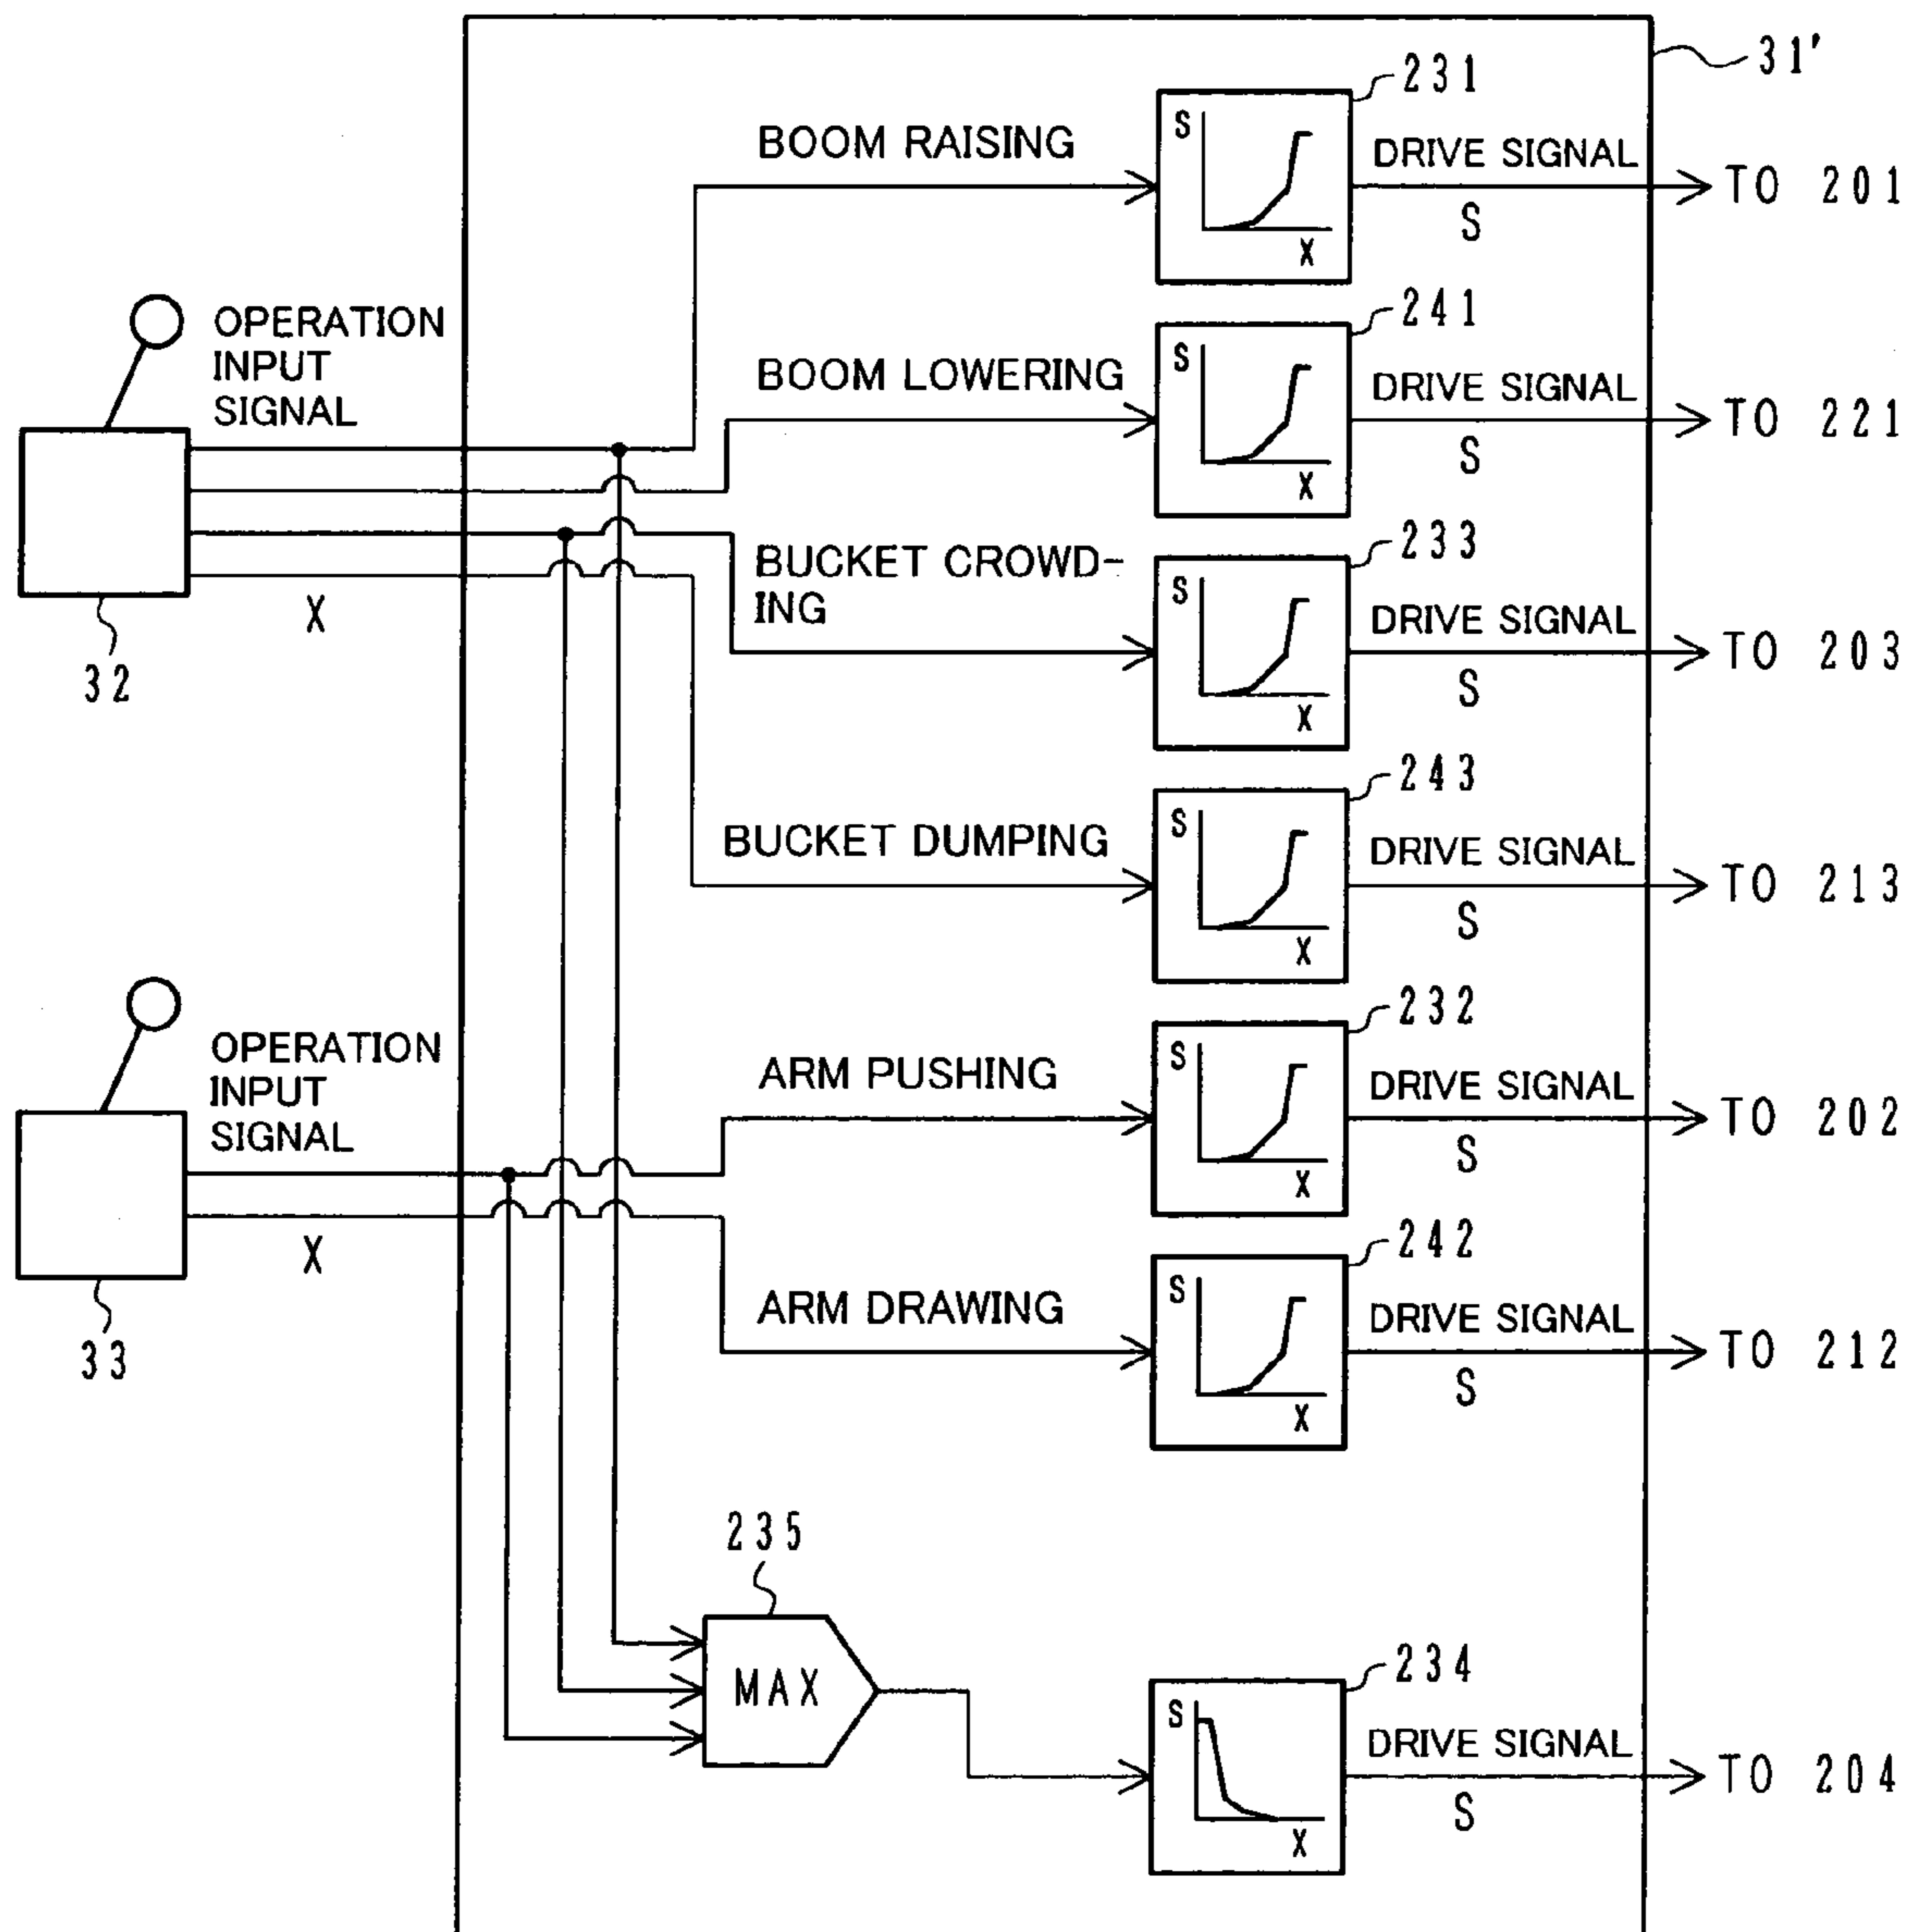 31'
231
S
X
BOOM RAISING
DRIVE SIGNAL
S
TO 201
OPERATION
INPUT
SIGNAL
X
32
241
S
X
BOOM LOWERING
DRIVE SIGNAL
S
TO 221
233
S
X
BUCKET CROWD-
ING
DRIVE SIGNAL
S
TO 203
243
S
X
BUCKET DUMPING
DRIVE SIGNAL
S
TO 213
OPERATION
INPUT
SIGNAL
X
33
232
S
X
ARM PUSHING
DRIVE SIGNAL
S
TO 202
242
S
X
ARM DRAWING
DRIVE SIGNAL
S
TO 212
235
MAX
234
S
X
DRIVE SIGNAL
S
TO 204